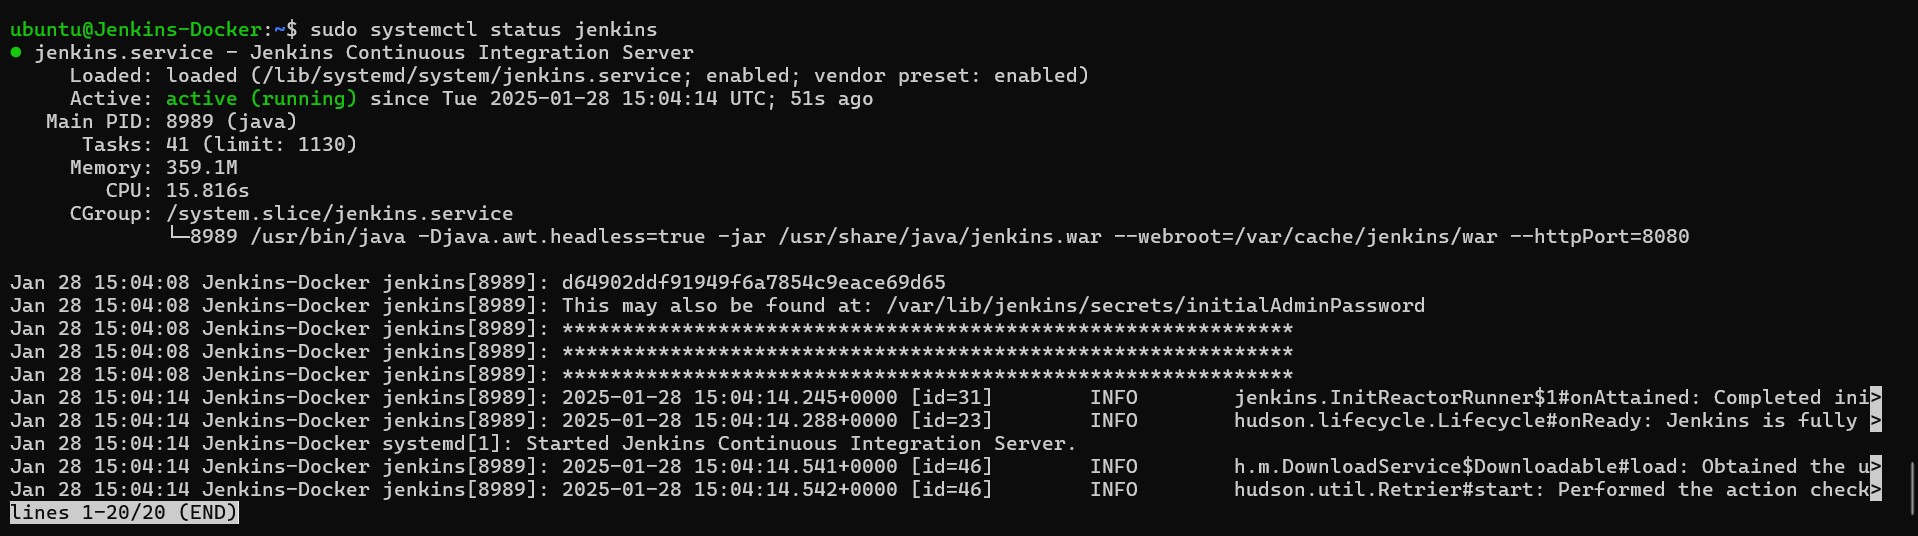 ubuntu@Jenkins-Docker:~$ sudo systemctl status jenkins
● jenkins.service - Jenkins Continuous Integration Server
     Loaded: loaded (/lib/systemd/system/jenkins.service; enabled; vendor preset: enabled)
     Active: active (running) since Tue 2025-01-28 15:04:14 UTC; 51s ago
   Main PID: 8989 (java)
      Tasks: 41 (limit: 1130)
     Memory: 359.1M
        CPU: 15.816s
     CGroup: /system.slice/jenkins.service
             └─8989 /usr/bin/java -Djava.awt.headless=true -jar /usr/share/java/jenkins.war --webroot=/var/cache/jenkins/war --httpPort=8080
Jan 28 15:04:08 Jenkins-Docker jenkins[8989]: d64902ddf91949f6a7854c9eace69d65
Jan 28 15:04:08 Jenkins-Docker jenkins[8989]: This may also be found at: /var/lib/jenkins/secrets/initialAdminPassword
Jan 28 15:04:08 Jenkins-Docker jenkins[8989]: *************************************************************
Jan 28 15:04:08 Jenkins-Docker jenkins[8989]: *************************************************************
Jan 28 15:04:08 Jenkins-Docker jenkins[8989]: *************************************************************
Jan 28 15:04:14 Jenkins-Docker jenkins[8989]: 2025-01-28 15:04:14.245+0000 [id=31]        INFO        jenkins.InitReactorRunner$1#onAttained: Completed ini>
Jan 28 15:04:14 Jenkins-Docker jenkins[8989]: 2025-01-28 15:04:14.288+0000 [id=23]        INFO        hudson.lifecycle.Lifecycle#onReady: Jenkins is fully >
Jan 28 15:04:14 Jenkins-Docker systemd[1]: Started Jenkins Continuous Integration Server.
Jan 28 15:04:14 Jenkins-Docker jenkins[8989]: 2025-01-28 15:04:14.541+0000 [id=46]        INFO        h.m.DownloadService$Downloadable#load: Obtained the u>
Jan 28 15:04:14 Jenkins-Docker jenkins[8989]: 2025-01-28 15:04:14.542+0000 [id=46]        INFO        hudson.util.Retrier#start: Performed the action check>
lines 1-20/20 (END)